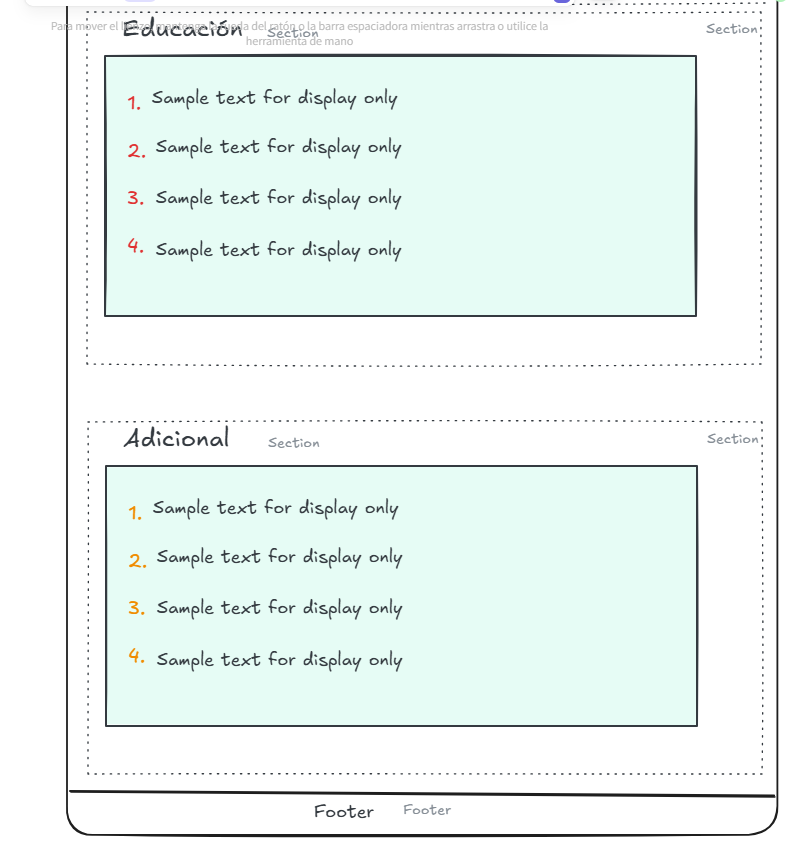 Para mover el lienzo, mantenga la rueda del ratón o la barra espaciadora mientras arrastra o utilice la
herramienta de mano
Educación Section Section
1. Sample text for display only
2. Sample text for display only
3. Sample text for display only
4. Sample text for display only
Adicional Section Section
1. Sample text for display only
2. Sample text for display only
3. Sample text for display only
4. Sample text for display only
Footer Footer